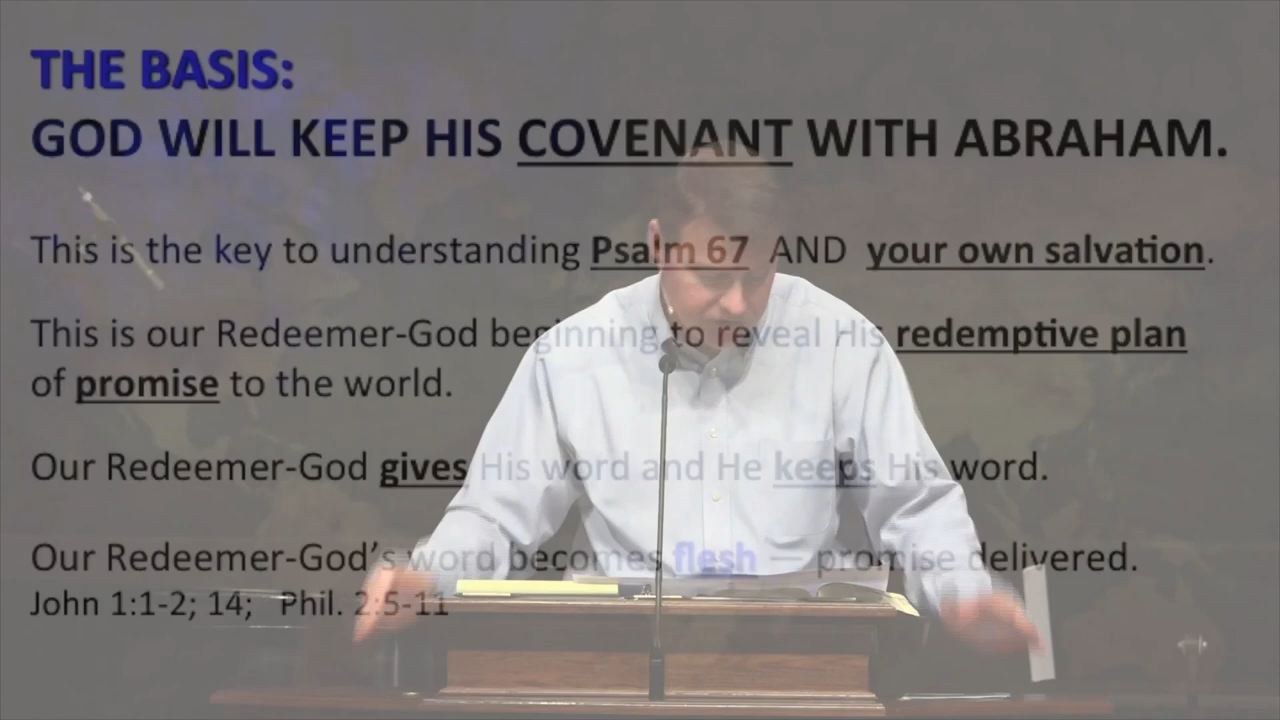 THE BASIS:
GOD WILL KEEP HIS COVENANT WITH ABRAHAM.
This is the key to understanding Psalm 67 AND your own salvation.
This is our Redeemer-God beginning to reveal His redemptive plan
of promise to the world.
Our Redeemer-God gives His word and He keeps His word.
Our Redeemer-God’s word becomes flesh — promise delivered.
John 1:1-2; 14; Phil. 2:5-11